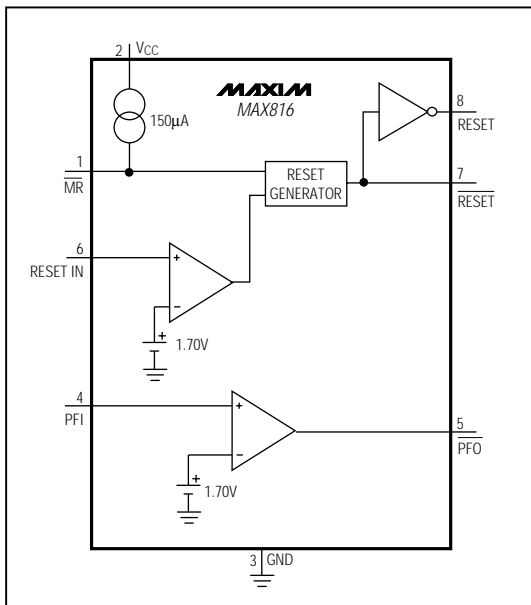 2 VCC
MAXIM
MAX816
150µA
8
RESET
1
MR
RESET
GENERATOR
7
RESET
6
RESET IN
+
−
+
1.70V
4
PFI
+
−
5
PFO
+
1.70V
3 GND